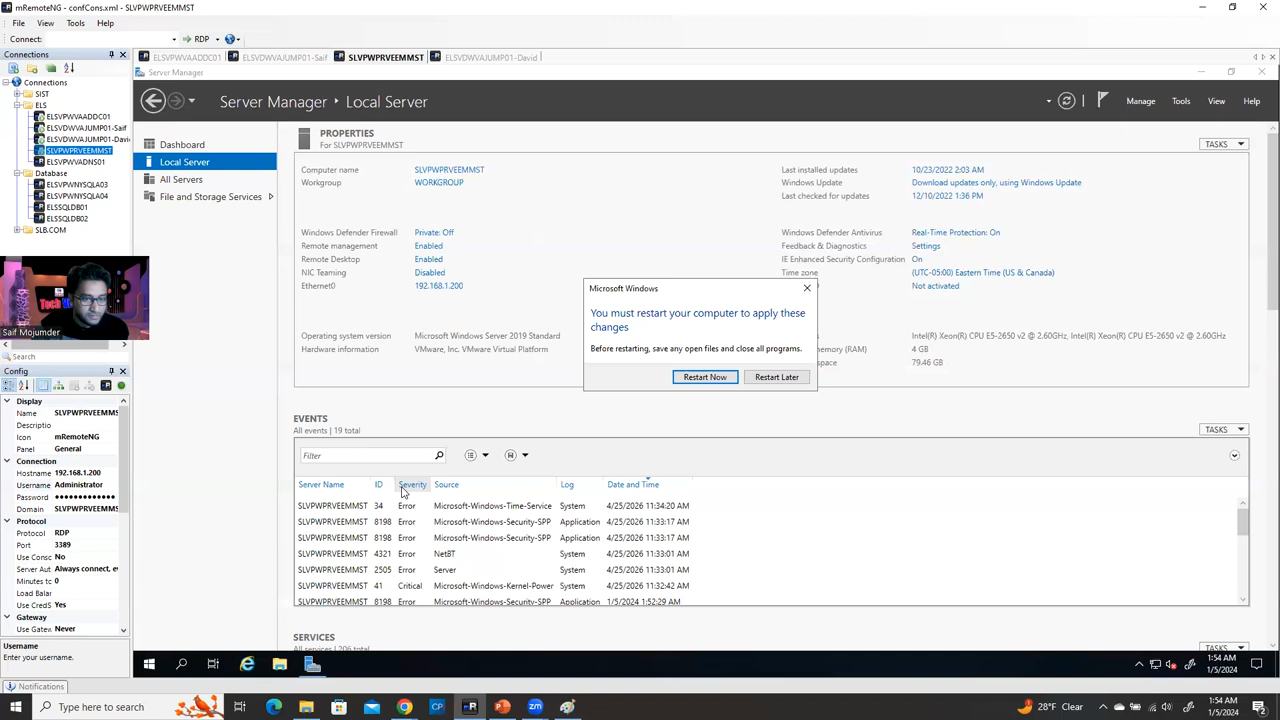 mRemoteNG - confCons.xml - SLVPWPRVEEMMST
File View Tools Help
Connect: RDP
Connections
ELSVPWVAADDC01 ELSVDWVAJUMP01-Saif SLVPWPRVEEMMST ELSVDWVAJUMP01-David
Server Manager
Connections
SIST
ELS
ELSVPWVAADDC01
ELSVDWVAJUMP01-Saif
ELSVDWVAJUMP01-Davi
SLVPWPRVEEMMST
ELSVPWVADNS01
Database
ELSVPWNYSQLA03
ELSVPWNYSQLA04
ELSSQLDB01
ELSSQLDB02
SLB.COM
Saif Mojumder
Search
Config
Display
Name SLVPWPRVEEMMS
Descriptio
Icon mRemoteNG
Panel General
Connection
Hostname 192.168.1.200
Username Administrator
Password ●●●●●●●●●●●●●●
Domain SLVPWPRVEEMMS
Protocol
Protocol RDP
Port 3389
Use Consc No
Server Aut Always connect, ev
Minutes to 0
Load Balar
Use CredS Yes
Gateway
Use Gatew Never
Username
Enter your username.
Notifications
Server Manager ‣ Local Server
Manage Tools View Help
Dashboard
Local Server
All Servers
File and Storage Services
PROPERTIES
For SLVPWPRVEEMMST
TASKS
Computer name SLVPWPRVEEMMST
Workgroup WORKGROUP
Last installed updates 10/23/2022 2:03 AM
Windows Update Download updates only, using Windows Update
Last checked for updates 12/10/2022 1:36 PM
Windows Defender Firewall Private: Off
Remote management Enabled
Remote Desktop Enabled
NIC Teaming Disabled
Ethernet0 192.168.1.200
Windows Defender Antivirus Real-Time Protection: On
Feedback & Diagnostics Settings
IE Enhanced Security Configuration On
Time zone (UTC-05:00) Eastern Time (US & Canada)
Not activated
Operating system version Microsoft Windows Server 2019 Standard
Hardware information VMware, Inc. VMware Virtual Platform
Intel(R) Xeon(R) CPU E5-2650 v2 @ 2.60GHz, Intel(R) Xeon(R) CPU E5-2650 v2 @ 2.60GHz
memory (RAM) 4 GB
space 79.46 GB
Microsoft Windows
You must restart your computer to apply these
changes
Before restarting, save any open files and close all programs.
Restart Now Restart Later
EVENTS
All events | 19 total
TASKS
Filter
Server Name ID Severity Source Log Date and Time
SLVPWPRVEEMMST 34 Error Microsoft-Windows-Time-Service System 4/25/2026 11:34:20 AM
SLVPWPRVEEMMST 8198 Error Microsoft-Windows-Security-SPP Application 4/25/2026 11:33:17 AM
SLVPWPRVEEMMST 8198 Error Microsoft-Windows-Security-SPP Application 4/25/2026 11:33:17 AM
SLVPWPRVEEMMST 4321 Error NetBT System 4/25/2026 11:33:01 AM
SLVPWPRVEEMMST 2505 Error Server System 4/25/2026 11:33:01 AM
SLVPWPRVEEMMST 41 Critical Microsoft-Windows-Kernel-Power System 4/25/2026 11:32:42 AM
SLVPWPRVEEMMST 8198 Error Microsoft-Windows-Security-SPP Application 1/5/2024 1:52:29 AM
SERVICES
All services | 206 total
TASKS
1:54 AM
1/5/2024
Type here to search
28°F Clear
1:54 AM
1/5/2024